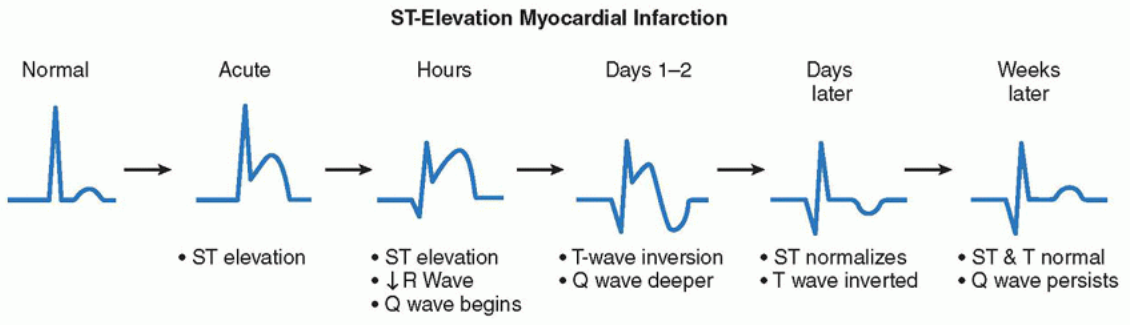 ST-Elevation Myocardial Infarction
Normal
Acute
Hours
Days 1–2
Days
later
Weeks
later
• ST elevation
• ST elevation
• ↓R Wave
• Q wave begins
• T-wave inversion
• Q wave deeper
• ST normalizes
• T wave inverted
• ST & T normal
• Q wave persists